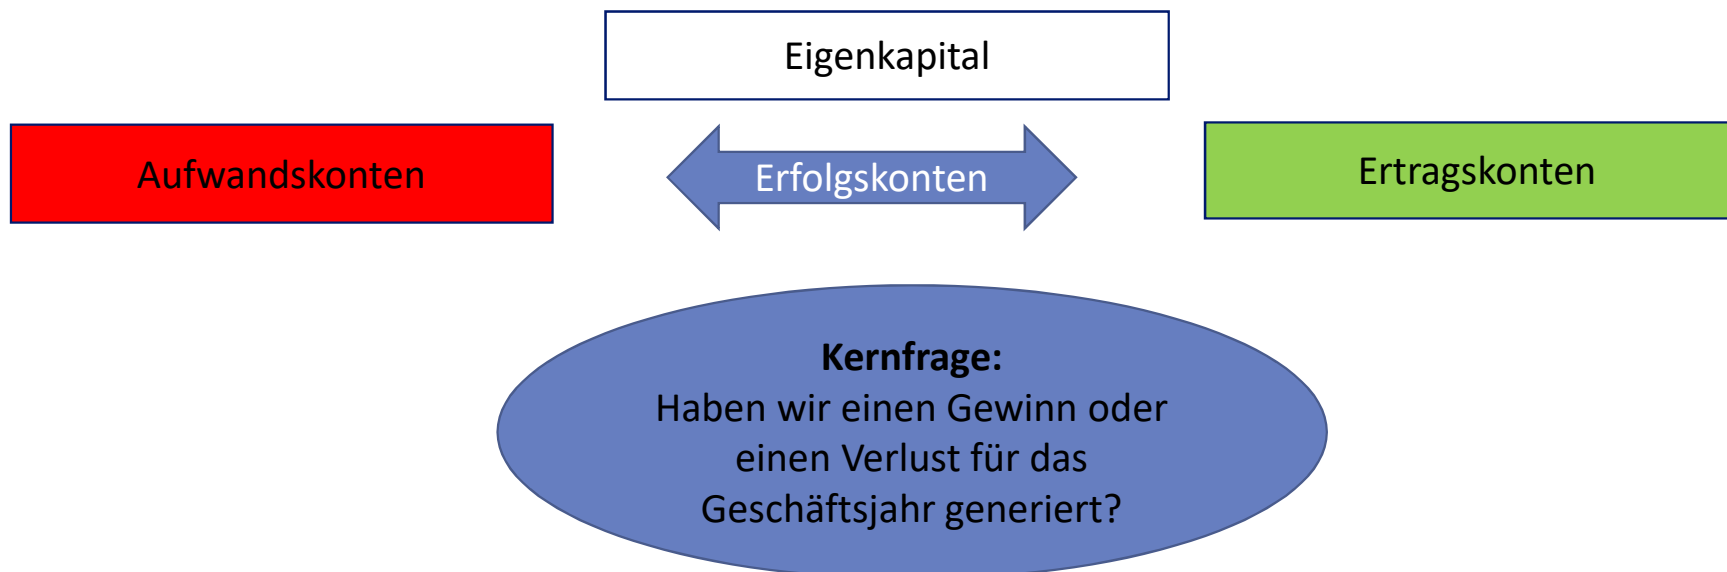 Eigenkapital
Aufwandskonten
Erfolgskonten
Ertragskonten
Kernfrage:
Haben wir einen Gewinn oder
einen Verlust für das
Geschäftsjahr generiert?